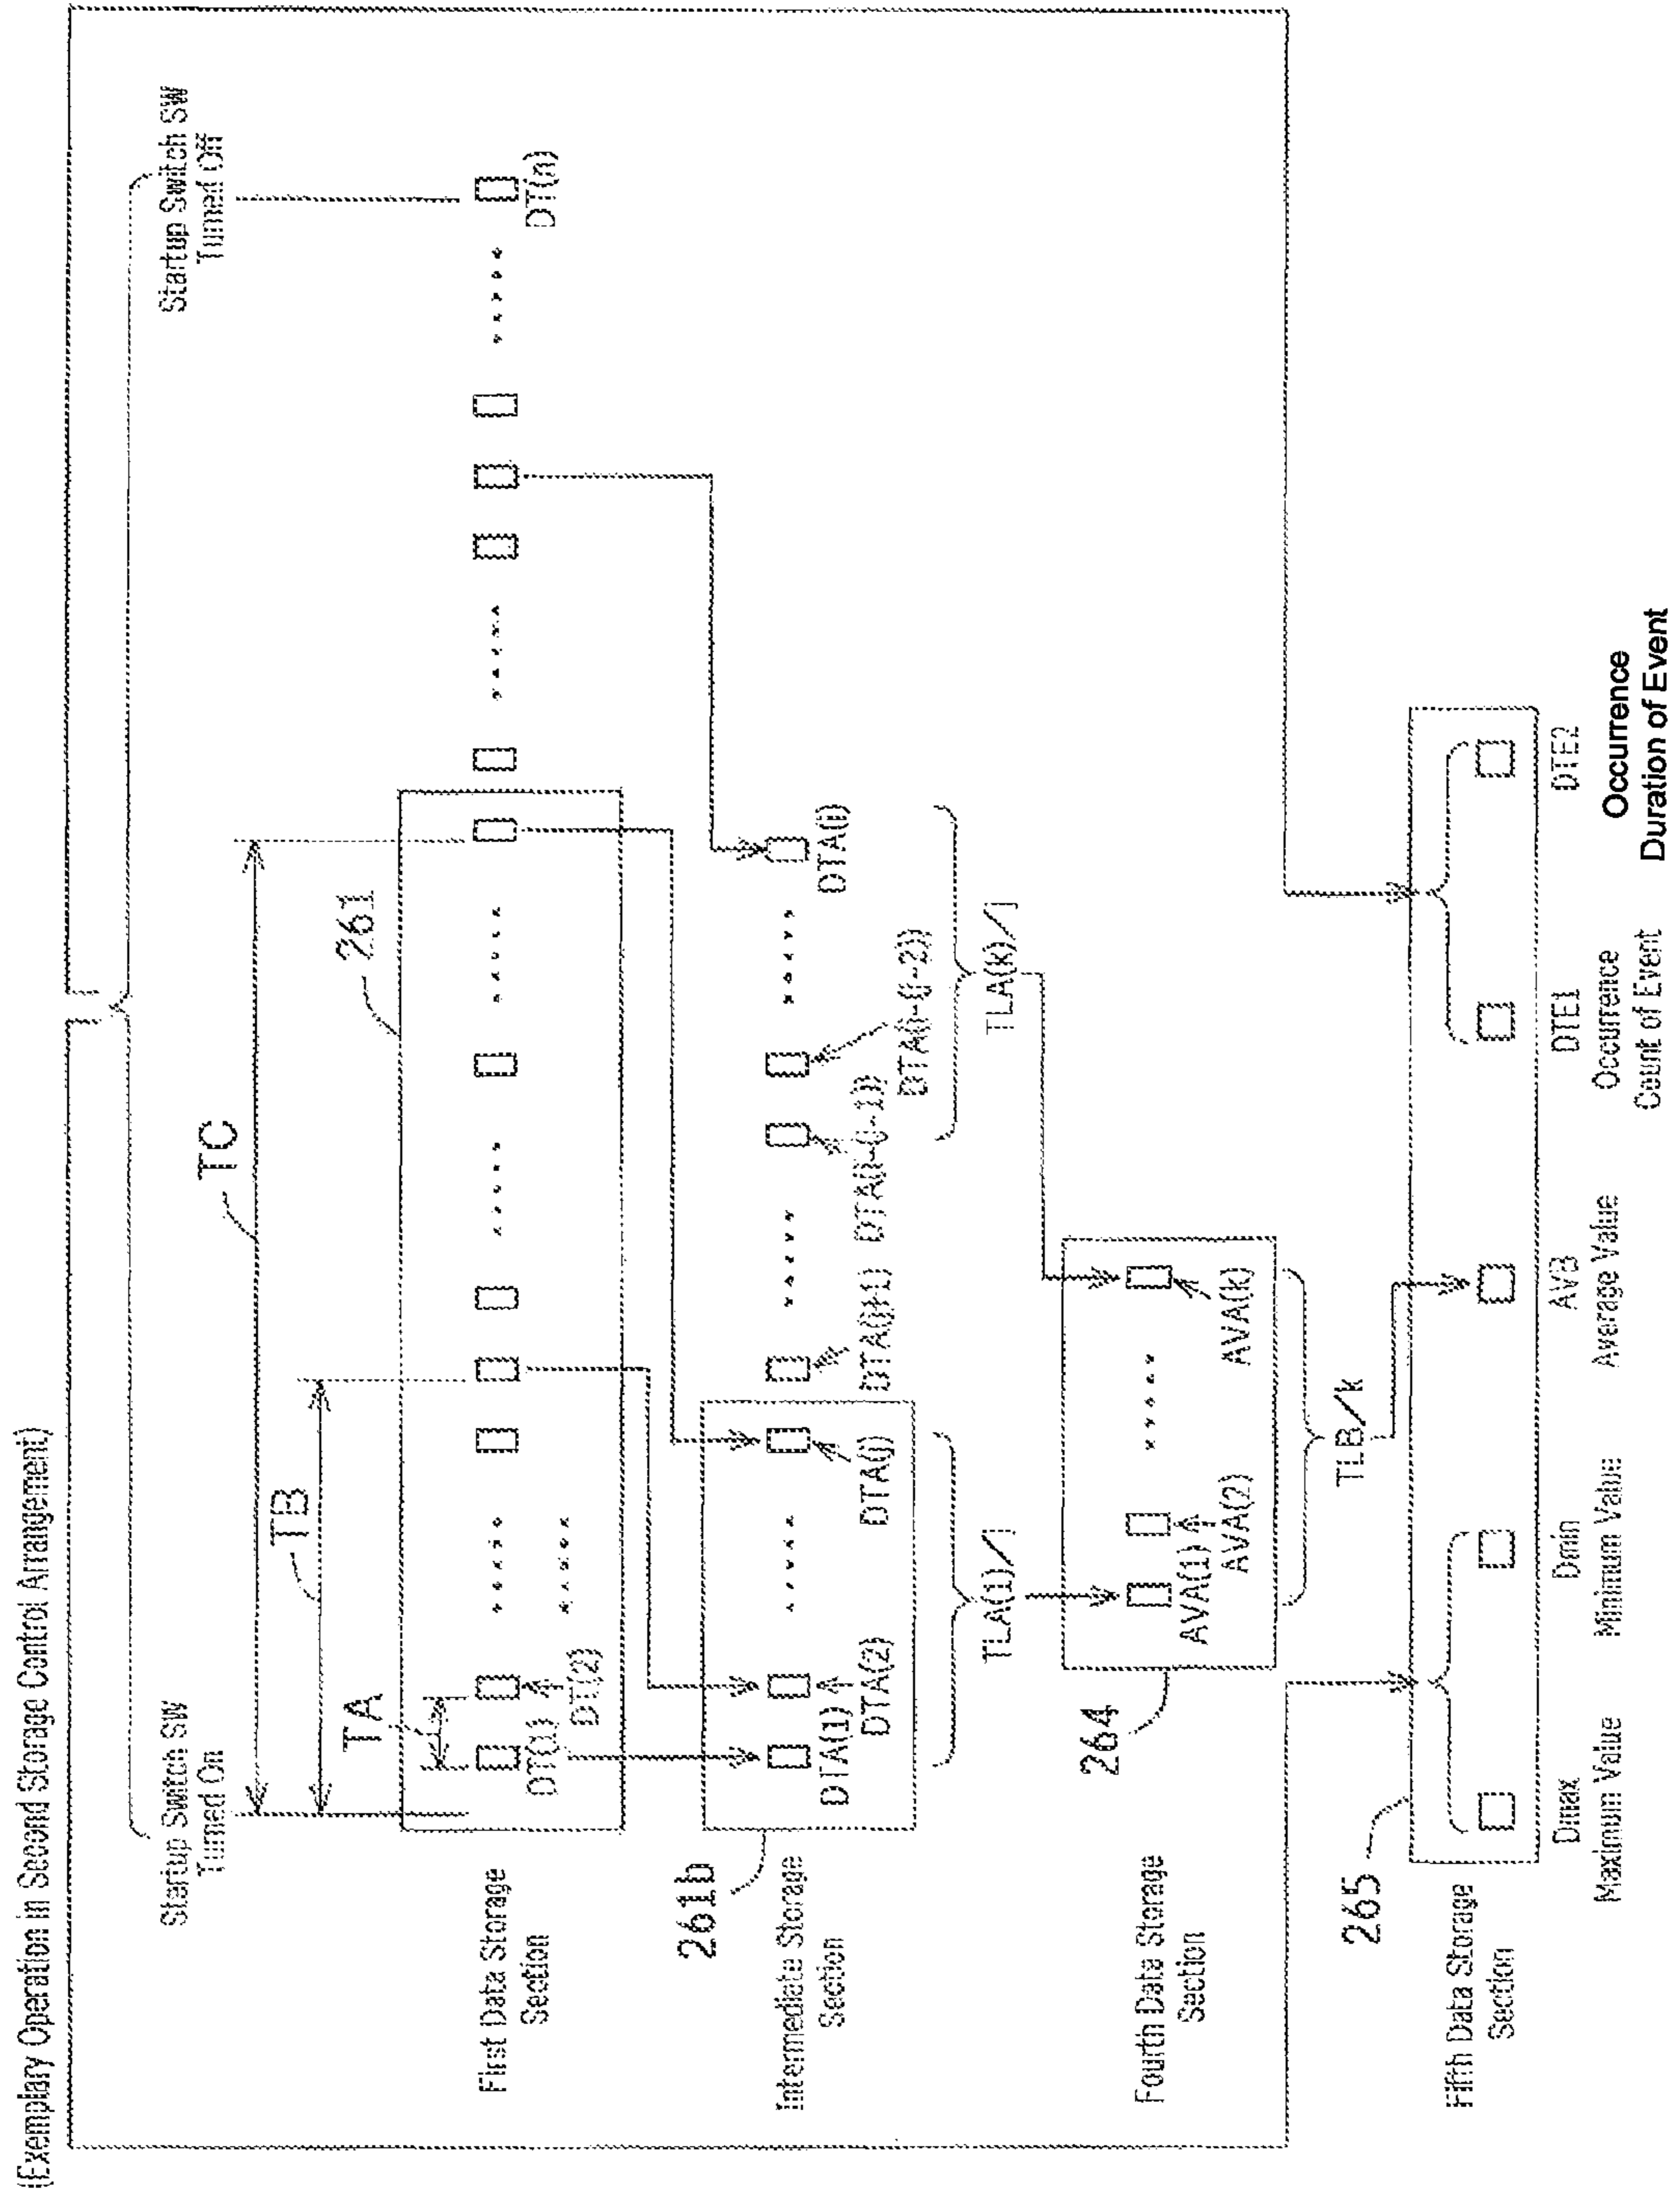 (Exemplary Operation in Second Storage Control Arrangement)
Startup Switch SW
Turned On
Startup Switch SW
Turned Off
TC
TB
TA
261
First Data Storage
Section
DT(1)
DT(2)
DT(n)
261b
Intermediate Storage
Section
DTA(1)
DTA(2)
DTA(j)
DTA(j+1)
DTA(i-(j-1))
DTA(i-(j-2))
DTA(i)
TLA(1)/j
TLA(k)/j
264
Fourth Data Storage
Section
AVA(1)
AVA(2)
AVA(k)
TLB/k
265
Fifth Data Storage
Section
Dmax
Maximum Value
Dmin
Minimum Value
AVB
Average Value
DTE1
Occurrence
Count of Event
DTE2
Occurrence
Duration of Event